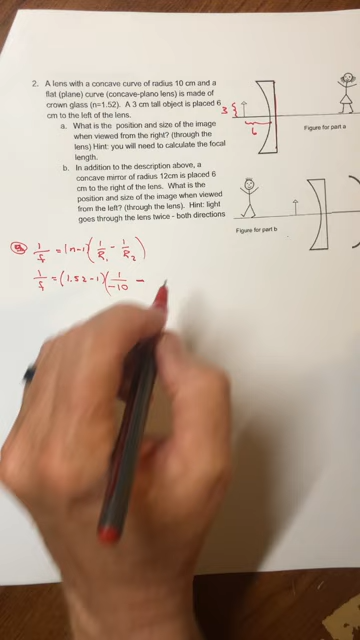 2. A lens with a concave curve of radius 10 cm and a
flat (plane) curve (concave-plano lens) is made of
crown glass (n=1.52). A 3 cm tall object is placed 6
cm to the left of the lens.
a. What is the position and size of the image
when viewed from the right? (through the
lens) Hint: you will need to calculate the focal
length.
b. In addition to the description above, a
concave mirror of radius 12cm is placed 6
cm to the right of the lens. What is the
position and size of the image when viewed
from the left? (through the lens). Hint: light
goes through the lens twice - both directions
3
6
Figure for part a
Figure for part b
a. 1/f = (n-1)(1/R₁ - 1/R₂)
1/f = (1.52-1)(1/-10 -